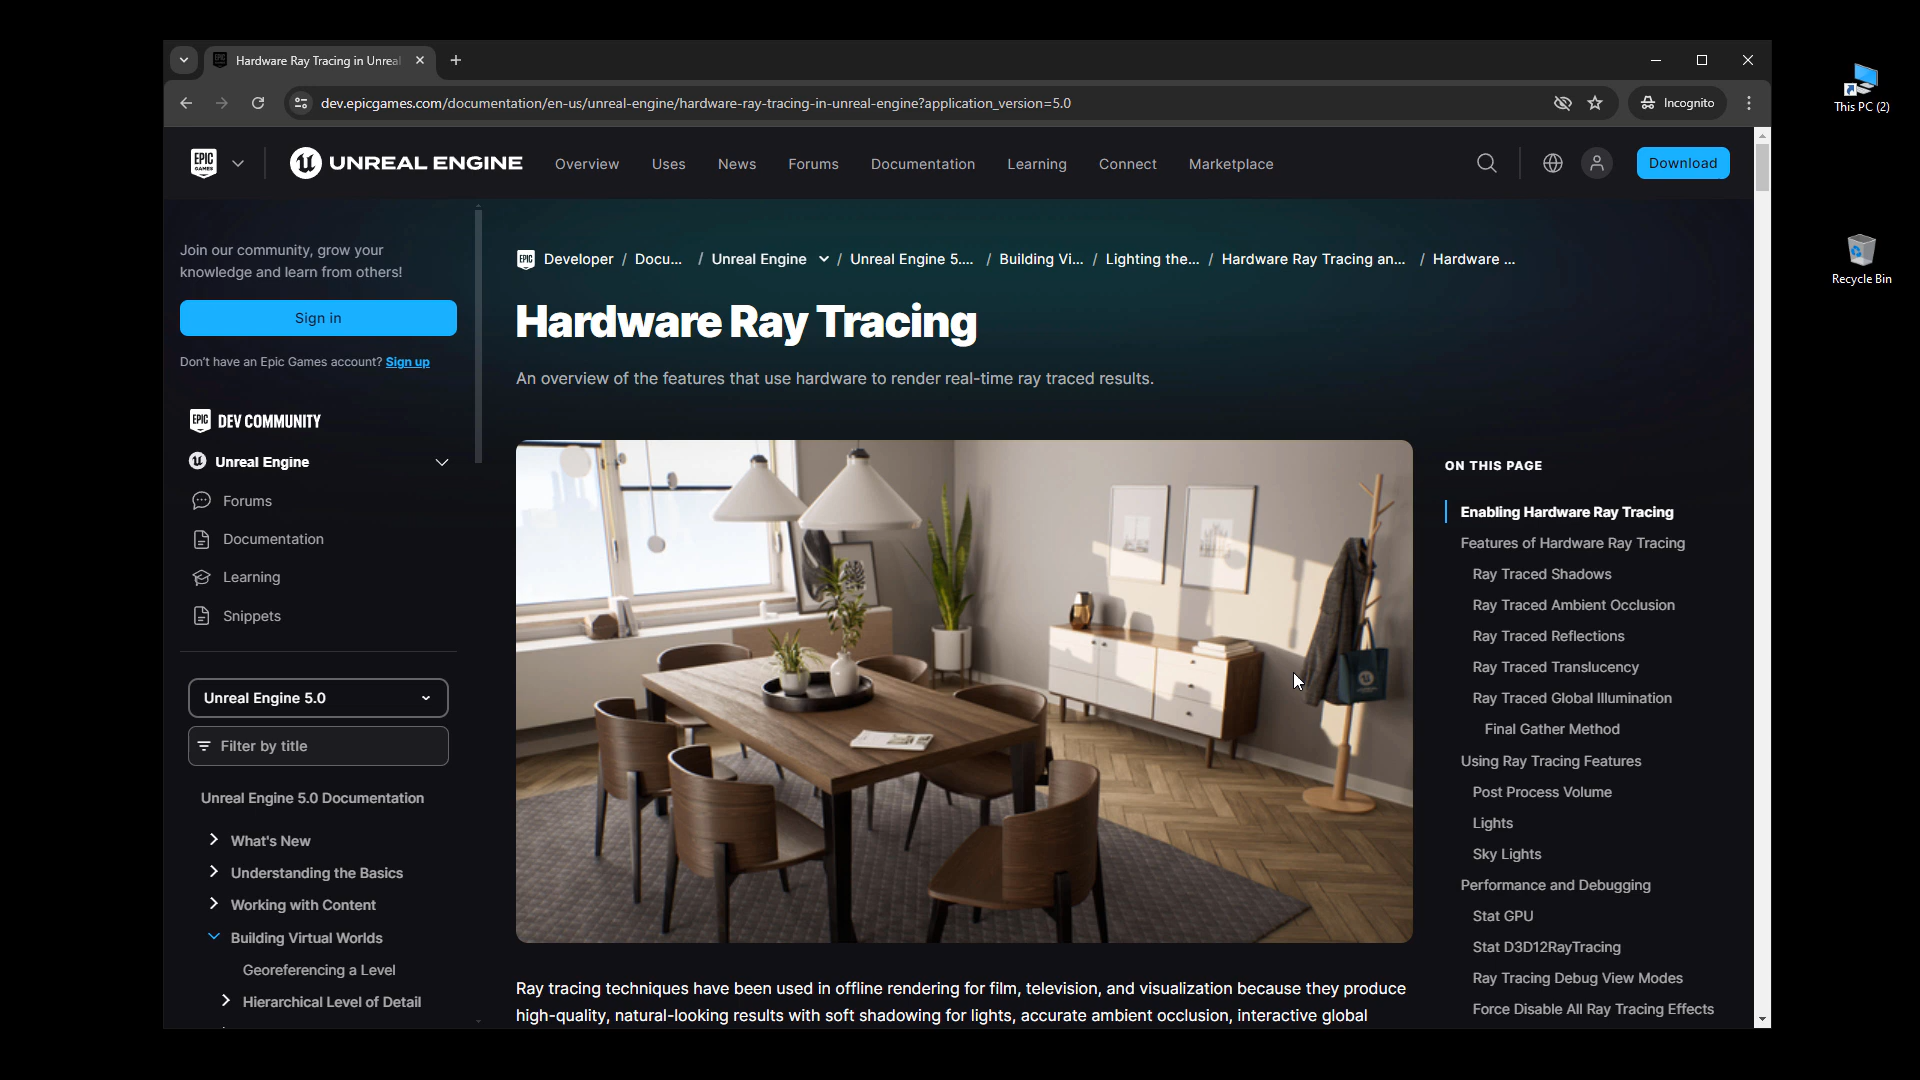 Hardware Ray Tracing in Unreal
dev.epicgames.com/documentation/en-us/unreal-engine/hardware-ray-tracing-in-unreal-engine?application_version=5.0
Incognito
This PC (2)
Recycle Bin
EPIC GAMES
UNREAL ENGINE
Overview
Uses
News
Forums
Documentation
Learning
Connect
Marketplace
Download
Join our community, grow your
knowledge and learn from others!
Sign in
Don't have an Epic Games account? Sign up
EPIC DEV COMMUNITY
Unreal Engine
Forums
Documentation
Learning
Snippets
Unreal Engine 5.0
Filter by title
Unreal Engine 5.0 Documentation
What's New
Understanding the Basics
Working with Content
Building Virtual Worlds
Georeferencing a Level
Hierarchical Level of Detail
EPIC Developer / Docu... / Unreal Engine / Unreal Engine 5.... / Building Vi... / Lighting the... / Hardware Ray Tracing an... / Hardware ...
Hardware Ray Tracing
An overview of the features that use hardware to render real-time ray traced results.
Ray tracing techniques have been used in offline rendering for film, television, and visualization because they produce
high-quality, natural-looking results with soft shadowing for lights, accurate ambient occlusion, interactive global
ON THIS PAGE
Enabling Hardware Ray Tracing
Features of Hardware Ray Tracing
Ray Traced Shadows
Ray Traced Ambient Occlusion
Ray Traced Reflections
Ray Traced Translucency
Ray Traced Global Illumination
Final Gather Method
Using Ray Tracing Features
Post Process Volume
Lights
Sky Lights
Performance and Debugging
Stat GPU
Stat D3D12RayTracing
Ray Tracing Debug View Modes
Force Disable All Ray Tracing Effects